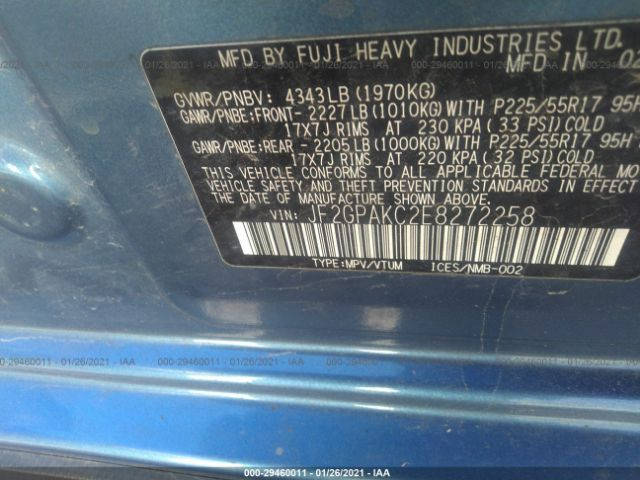 MFD BY FUJI HEAVY INDUSTRIES LTD.
MFD IN 02
GVWR/PNBV: 4343LB(1970KG)
GAWR/PNBE:FRONT- 2227LB(1010KG)WITH P225/55R17 95H
17X7J RIMS AT 230 KPA(33 PSI)COLD
GAWR/PNBE:REAR - 2205LB(1000KG)WITH P225/55R17 95H
17X7J RIMS AT 220 KPA(32 PSI)COLD
THIS VEHICLE CONFORMS TO ALL APPLICABLE FEDERAL MO
VEHICLE SAFETY AND THEFT PREVENTION STANDARDS IN EFFECT
THE DATE OF MANUFACTURE SHOWN ABOVE.
VIN: JF2GPAKC2E8272258
TYPE:MPV/VTUM ICES/NMB-002
000-29460011 - 01/26/2021 - IAA